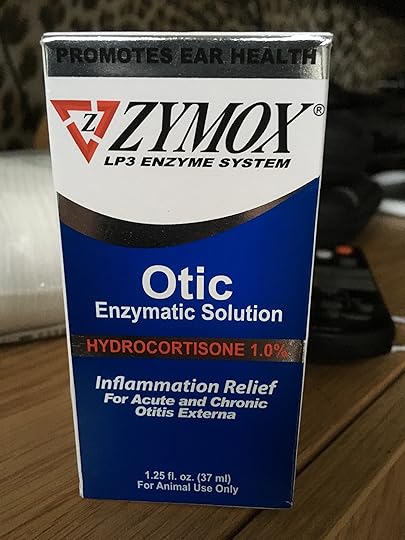 PROMOTES EAR HEALTH
Z ZYMOX®
LP3 ENZYME SYSTEM
Otic
Enzymatic Solution
HYDROCORTISONE 1.0%
Inflammation Relief
For Acute and Chronic
Otitis Externa
1.25 fl. oz. (37 ml)
For Animal Use Only